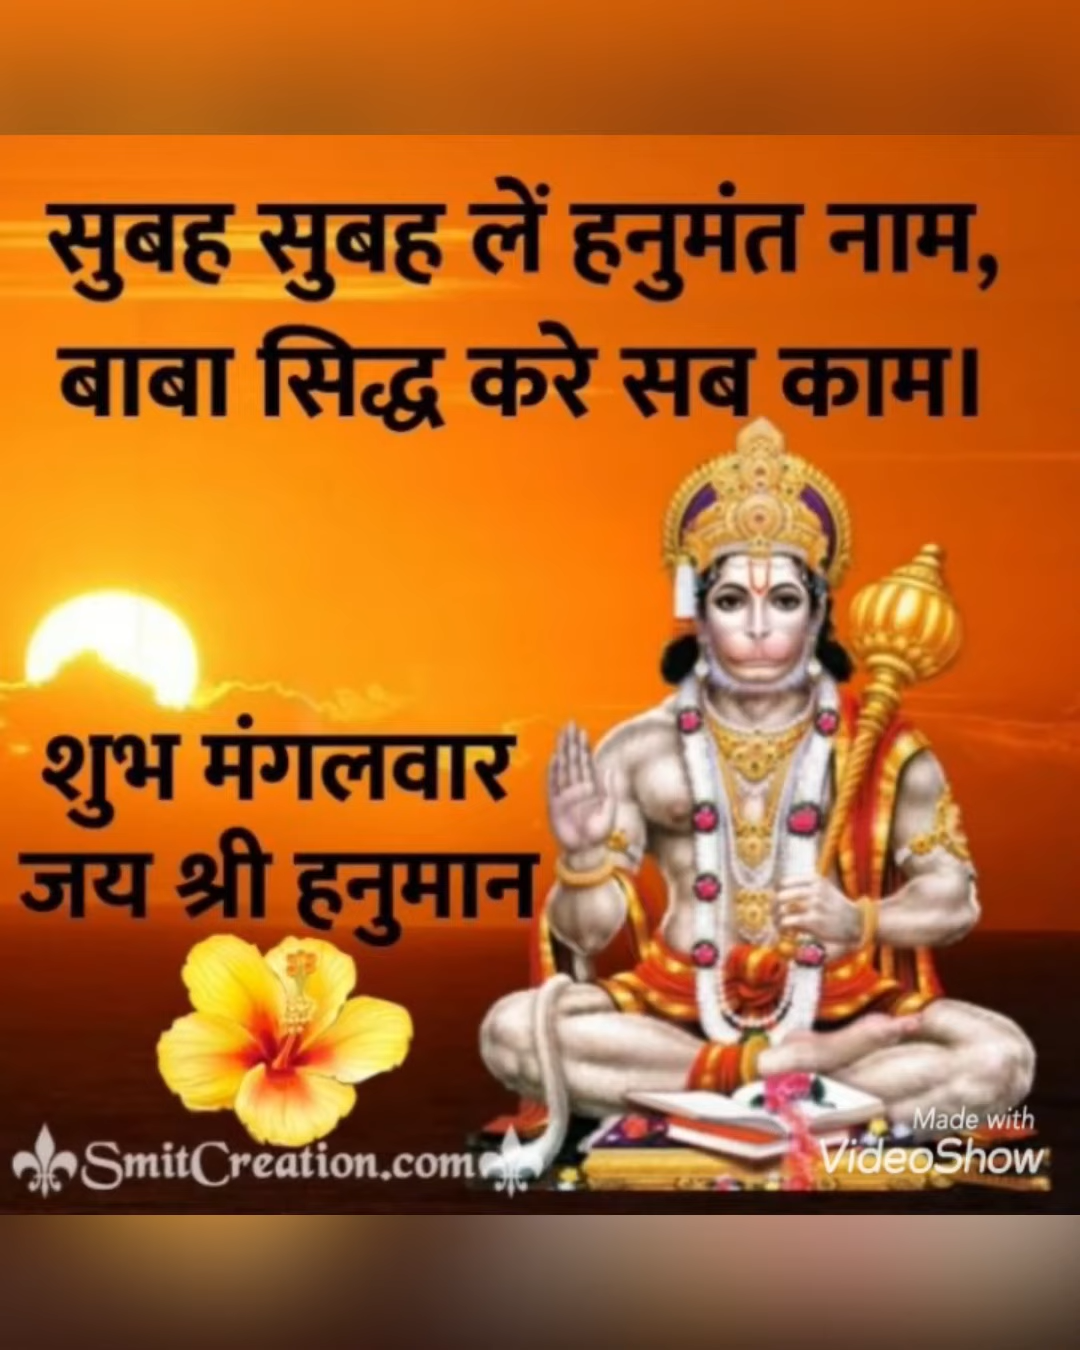 सुबह सुबह लें हनुमंत नाम,
बाबा सिद्ध करे सब काम।
शुभ मंगलवार
जय श्री हनुमान
SmitCreation.com
Made with
VideoShow